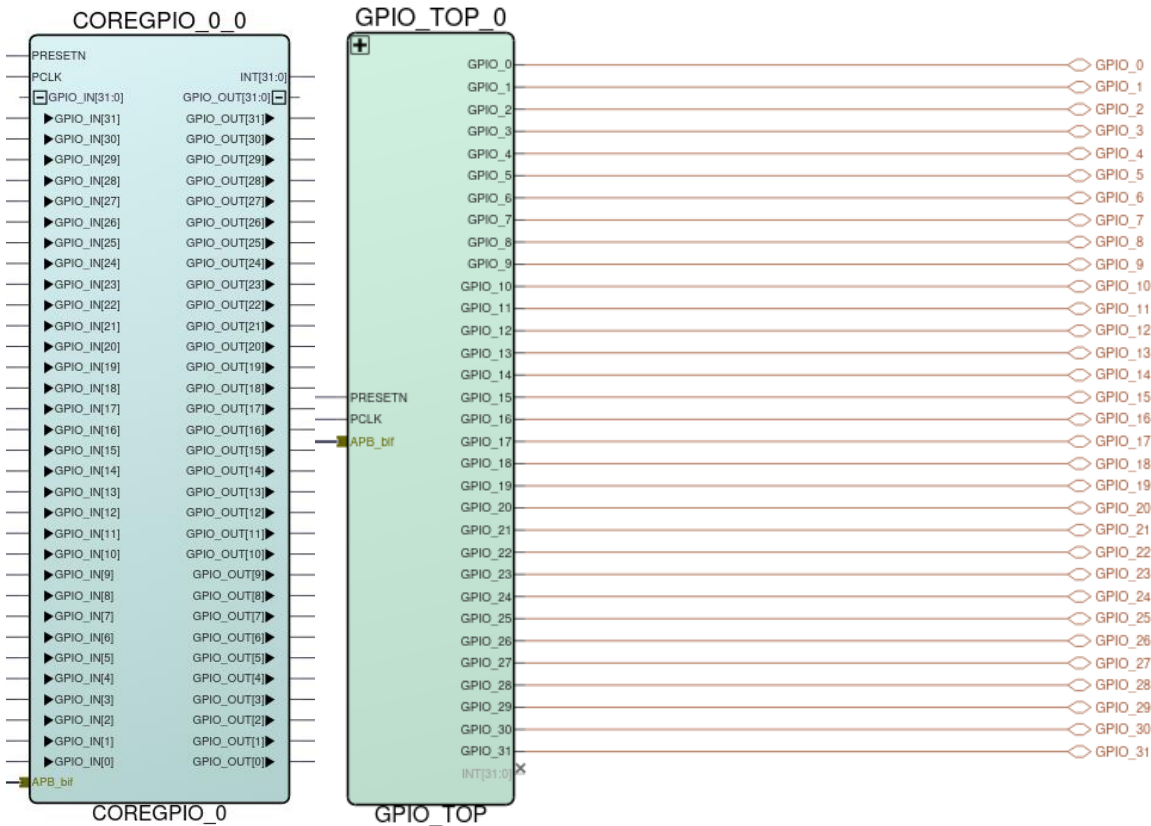 COREGPIO_0_0
PRESETN
PCLK INT[31:0]
GPIO_IN[31:0] GPIO_OUT[31:0]
GPIO_IN[31] GPIO_OUT[31]
GPIO_IN[30] GPIO_OUT[30]
GPIO_IN[29] GPIO_OUT[29]
GPIO_IN[28] GPIO_OUT[28]
GPIO_IN[27] GPIO_OUT[27]
GPIO_IN[26] GPIO_OUT[26]
GPIO_IN[25] GPIO_OUT[25]
GPIO_IN[24] GPIO_OUT[24]
GPIO_IN[23] GPIO_OUT[23]
GPIO_IN[22] GPIO_OUT[22]
GPIO_IN[21] GPIO_OUT[21]
GPIO_IN[20] GPIO_OUT[20]
GPIO_IN[19] GPIO_OUT[19]
GPIO_IN[18] GPIO_OUT[18]
GPIO_IN[17] GPIO_OUT[17]
GPIO_IN[16] GPIO_OUT[16]
GPIO_IN[15] GPIO_OUT[15]
GPIO_IN[14] GPIO_OUT[14]
GPIO_IN[13] GPIO_OUT[13]
GPIO_IN[12] GPIO_OUT[12]
GPIO_IN[11] GPIO_OUT[11]
GPIO_IN[10] GPIO_OUT[10]
GPIO_IN[9] GPIO_OUT[9]
GPIO_IN[8] GPIO_OUT[8]
GPIO_IN[7] GPIO_OUT[7]
GPIO_IN[6] GPIO_OUT[6]
GPIO_IN[5] GPIO_OUT[5]
GPIO_IN[4] GPIO_OUT[4]
GPIO_IN[3] GPIO_OUT[3]
GPIO_IN[2] GPIO_OUT[2]
GPIO_IN[1] GPIO_OUT[1]
GPIO_IN[0] GPIO_OUT[0]
APB_bif
COREGPIO_0
GPIO_TOP_0
GPIO_0 GPIO_0
GPIO_1 GPIO_1
GPIO_2 GPIO_2
GPIO_3 GPIO_3
GPIO_4 GPIO_4
GPIO_5 GPIO_5
GPIO_6 GPIO_6
GPIO_7 GPIO_7
GPIO_8 GPIO_8
GPIO_9 GPIO_9
GPIO_10 GPIO_10
GPIO_11 GPIO_11
GPIO_12 GPIO_12
GPIO_13 GPIO_13
GPIO_14 GPIO_14
PRESETN GPIO_15 GPIO_15
PCLK GPIO_16 GPIO_16
APB_bif GPIO_17 GPIO_17
GPIO_18 GPIO_18
GPIO_19 GPIO_19
GPIO_20 GPIO_20
GPIO_21 GPIO_21
GPIO_22 GPIO_22
GPIO_23 GPIO_23
GPIO_24 GPIO_24
GPIO_25 GPIO_25
GPIO_26 GPIO_26
GPIO_27 GPIO_27
GPIO_28 GPIO_28
GPIO_29 GPIO_29
GPIO_30 GPIO_30
GPIO_31 GPIO_31
INT[31:0]
GPIO_TOP